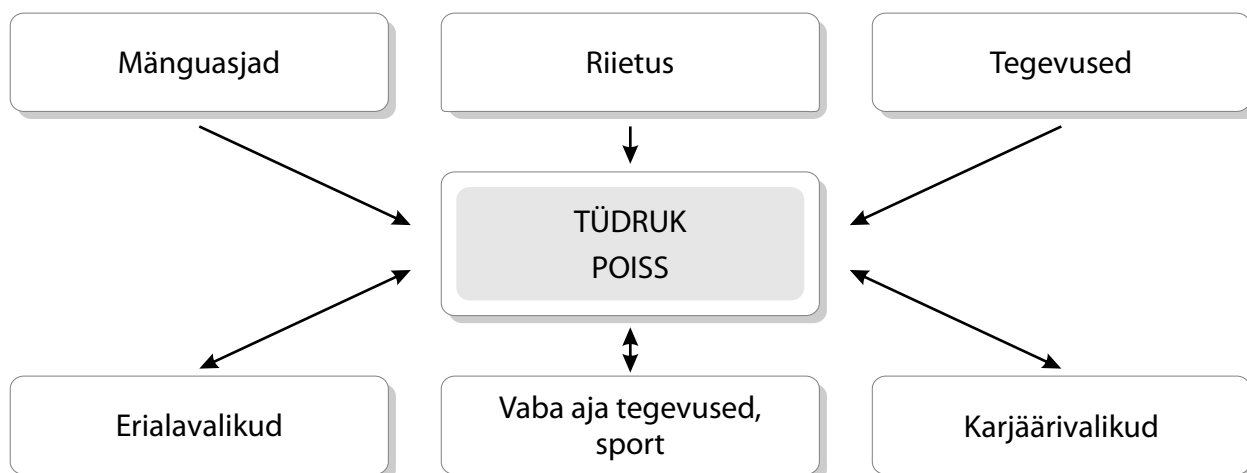 Mänguasjad
Riietus
Tegevused
TÜDRUK
POISS
Erialavalikud
Vaba aja tegevused,
sport
Karjäärivalikud